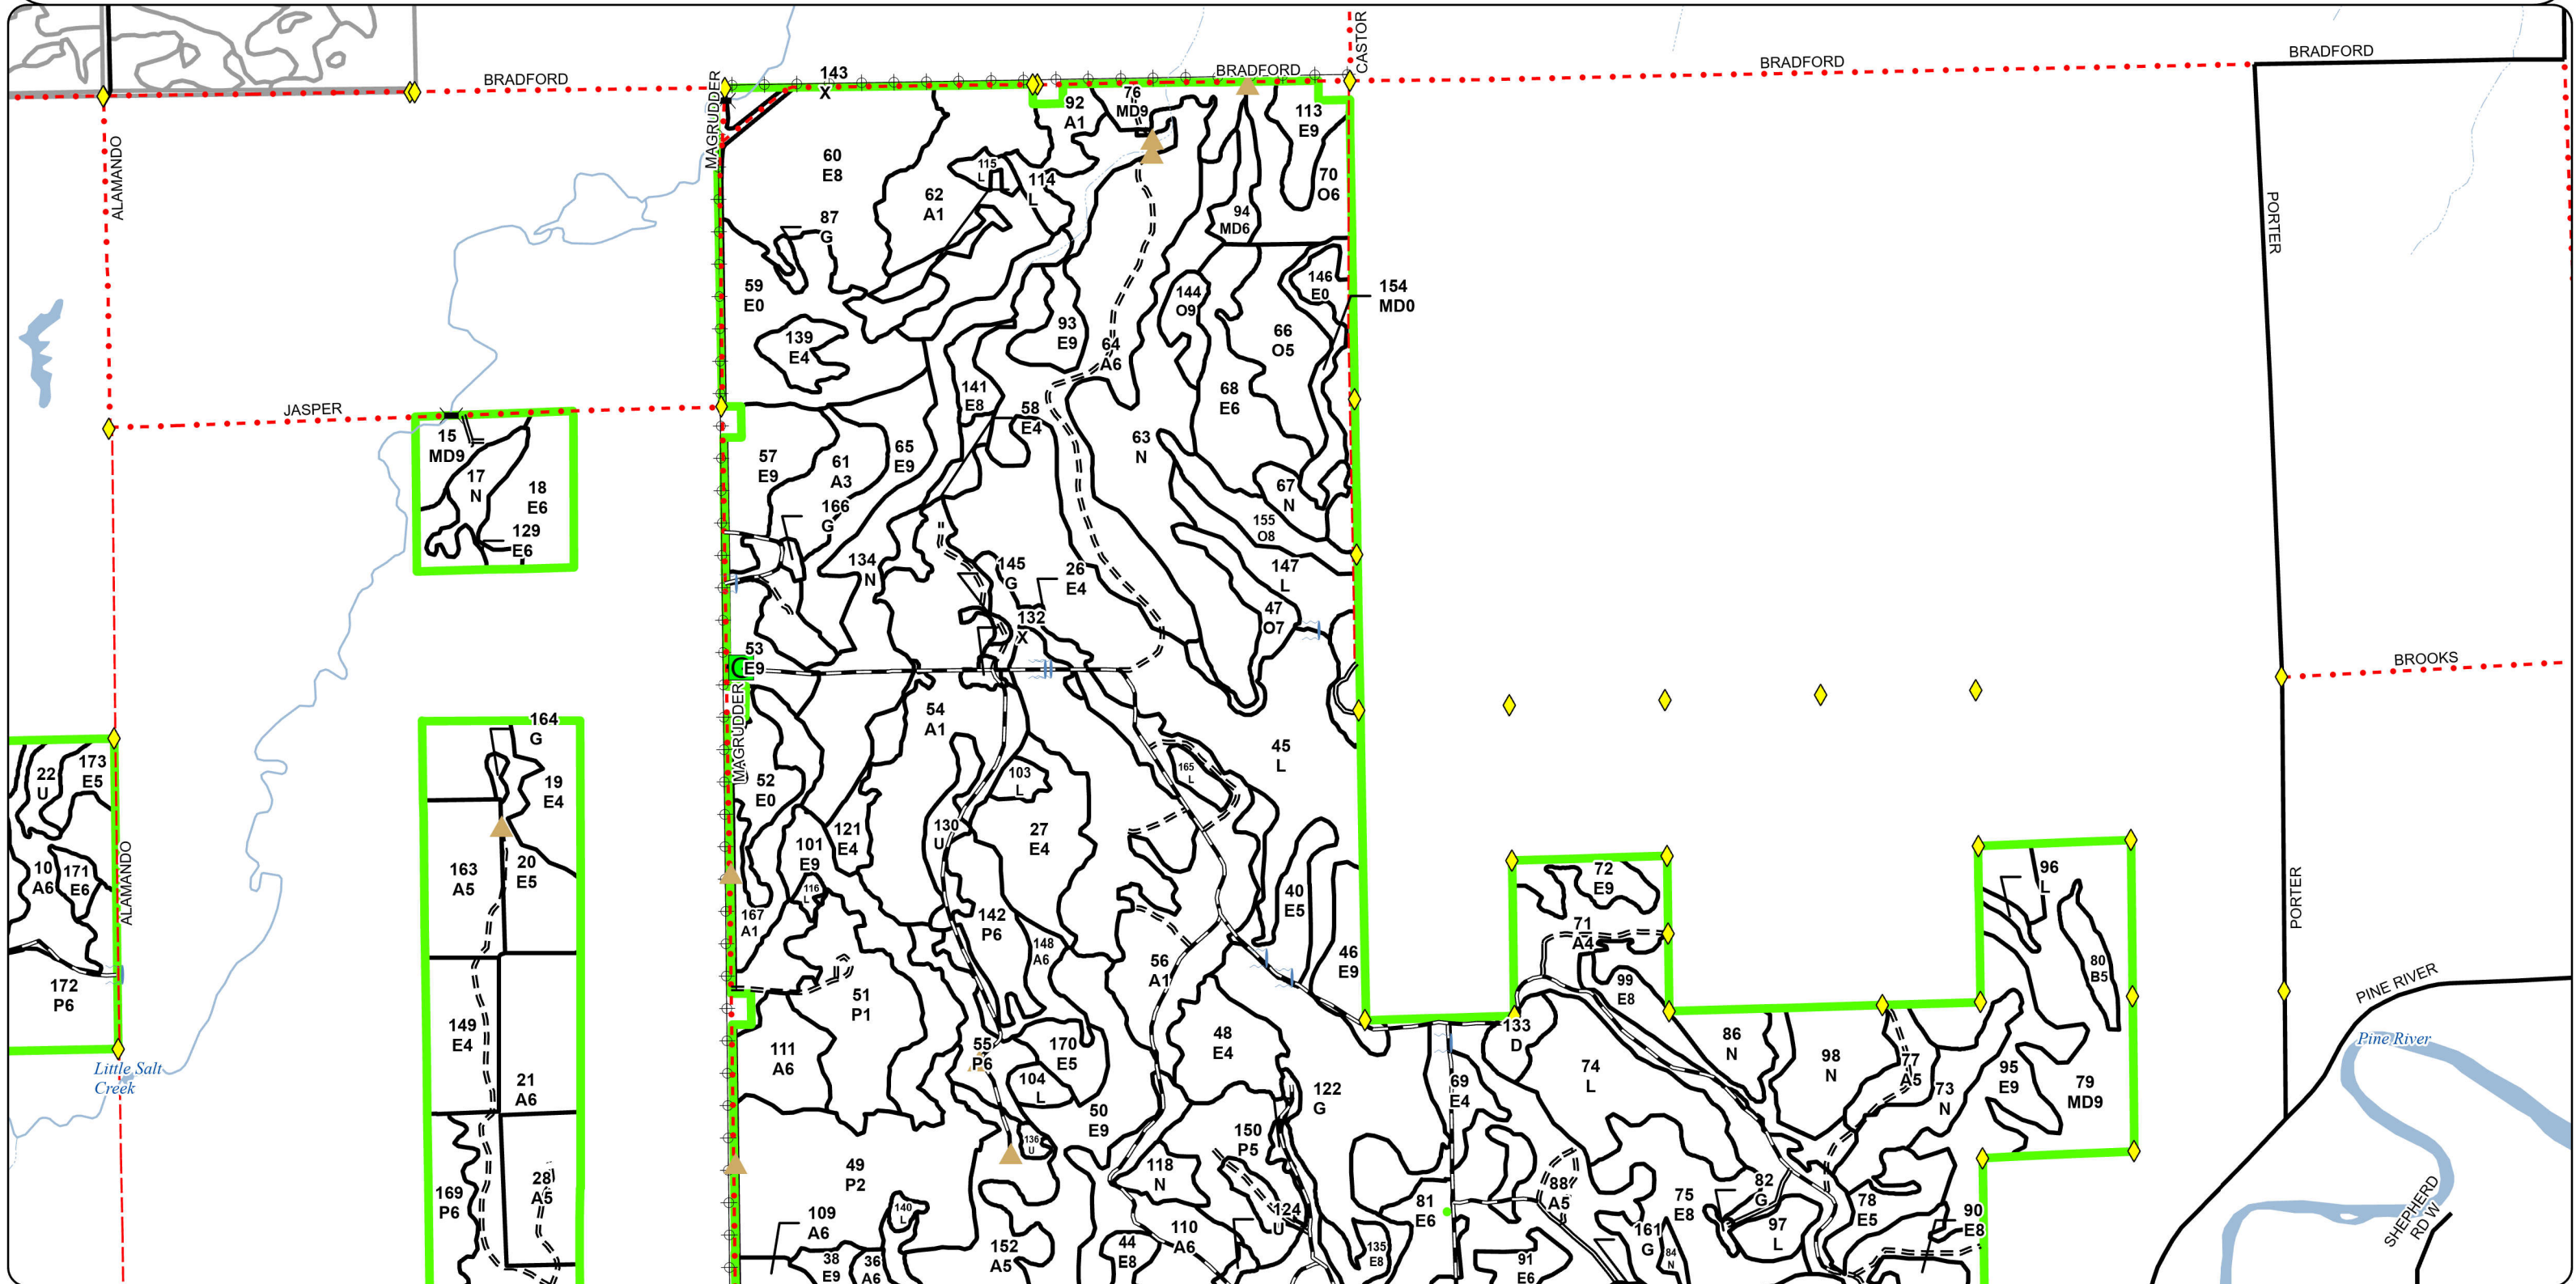 BRADFORD
BRADFORD
BRADFORD
BRADFORD
CASTOR
MAGRUDDER
ALAMANDO
PORTER
JASPER
143
X
92
A1
76
MD9
113
E9
60
E8
115
L
114
L
70
O6
62
A1
94
MD6
87
G
59
E0
146
E0
154
MD0
144
O9
139
E4
93
E9
64
A6
66
O5
141
E8
58
E4
68
E6
15
MD9
17
N
18
E6
129
E6
57
E9
61
A3
65
E9
63
N
67
N
166
G
155
O8
134
N
145
G
26
E4
147
L
47
O7
132
X
53
E9
MAGRUDDER
BROOKS
164
G
54
A1
45
L
22
U
173
E5
19
E4
52
E0
103
L
165
L
130
U
27
E4
121
E4
101
E9
116
L
10
A6
171
E6
ALAMANDO
163
A5
20
E5
72
E9
96
L
PORTER
40
E5
167
A1
142
P6
148
A6
71
A4
56
A1
46
E9
80
B5
172
P6
51
P1
99
E8
PINE RIVER
Pine River
149
E4
111
A6
55
P6
170
E5
48
E4
133
D
86
N
98
N
77
A5
95
E9
79
MD9
Little Salt
Creek
21
A6
104
L
69
E4
74
L
122
G
73
N
50
E9
136
U
150
P5
49
P2
118
N
169
P6
28
A5
88
A5
82
G
75
E8
78
E5
SHEPHERD
RD W
140
L
81
E6
124
U
90
E8
109
A6
97
L
161
G
84
N
110
A6
152
A5
44
E8
135
E8
38
E9
36
A6
91
E6